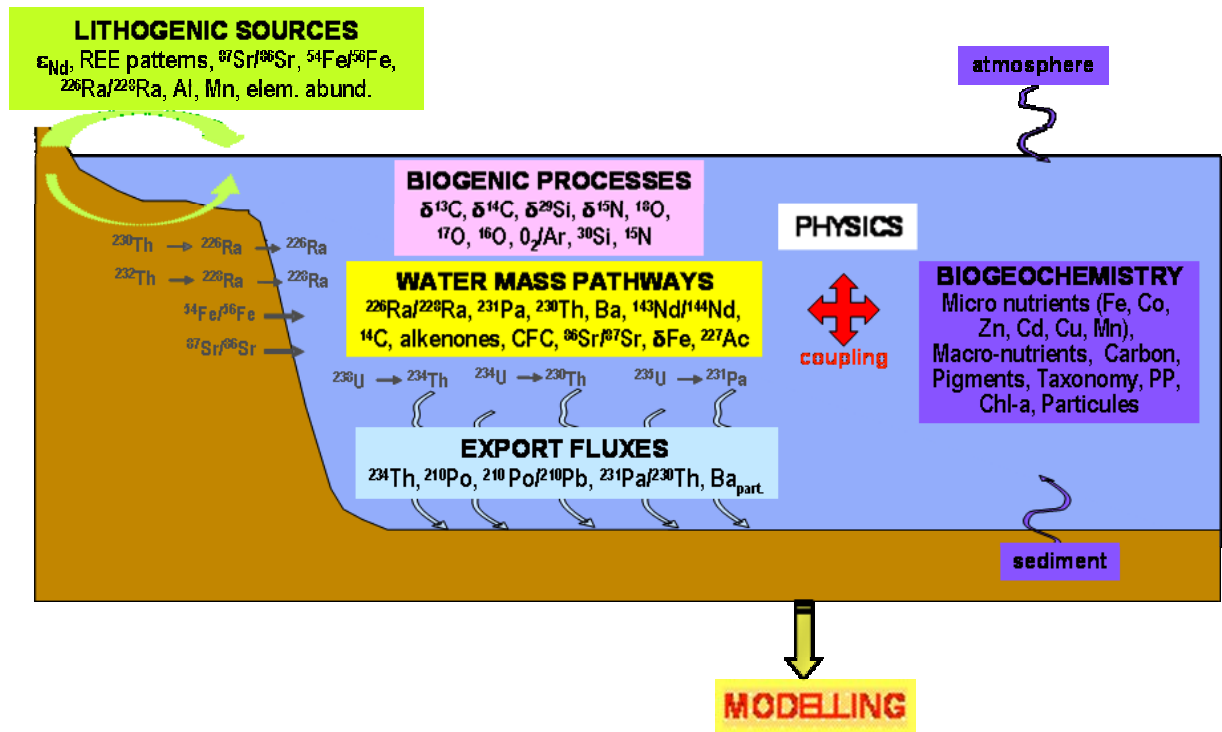 LITHOGENIC SOURCES
εNd, REE patterns, ⁸⁷Sr/⁸⁶Sr, ⁵⁴Fe/⁵⁶Fe,
²²⁶Ra/²²⁸Ra, Al, Mn, elem. abund.
atmosphere
BIOGENIC PROCESSES
δ¹³C, δ¹⁴C, δ²⁹Si, δ¹⁵N, ¹⁸O,
¹⁷O, ¹⁶O, 0₂/Ar, ³⁰Si, ¹⁵N
PHYSICS
²³⁰Th → ²²⁶Ra → ²²⁶Ra
²³²Th → ²²⁸Ra → ²²⁸Ra
⁵⁴Fe/⁵⁶Fe →
⁸⁷Sr/⁸⁶Sr →
WATER MASS PATHWAYS
²²⁶Ra/²²⁸Ra, ²³¹Pa, ²³⁰Th, Ba, ¹⁴³Nd/¹⁴⁴Nd,
¹⁴C, alkenones, CFC, ⁸⁶Sr/⁸⁷Sr, δFe, ²²⁷Ac
coupling
BIOGEOCHEMISTRY
Micro nutrients (Fe, Co,
Zn, Cd, Cu, Mn),
Macro-nutrients, Carbon,
Pigments, Taxonomy, PP,
Chl-a, Particules
²³⁸U → ²³⁴Th ²³⁴U → ²³⁰Th ²³⁵U → ²³¹Pa
EXPORT FLUXES
²³⁴Th, ²¹⁰Po, ²¹⁰Po/²¹⁰Pb, ²³¹Pa/²³⁰Th, Bapart.
sediment
MODELLING